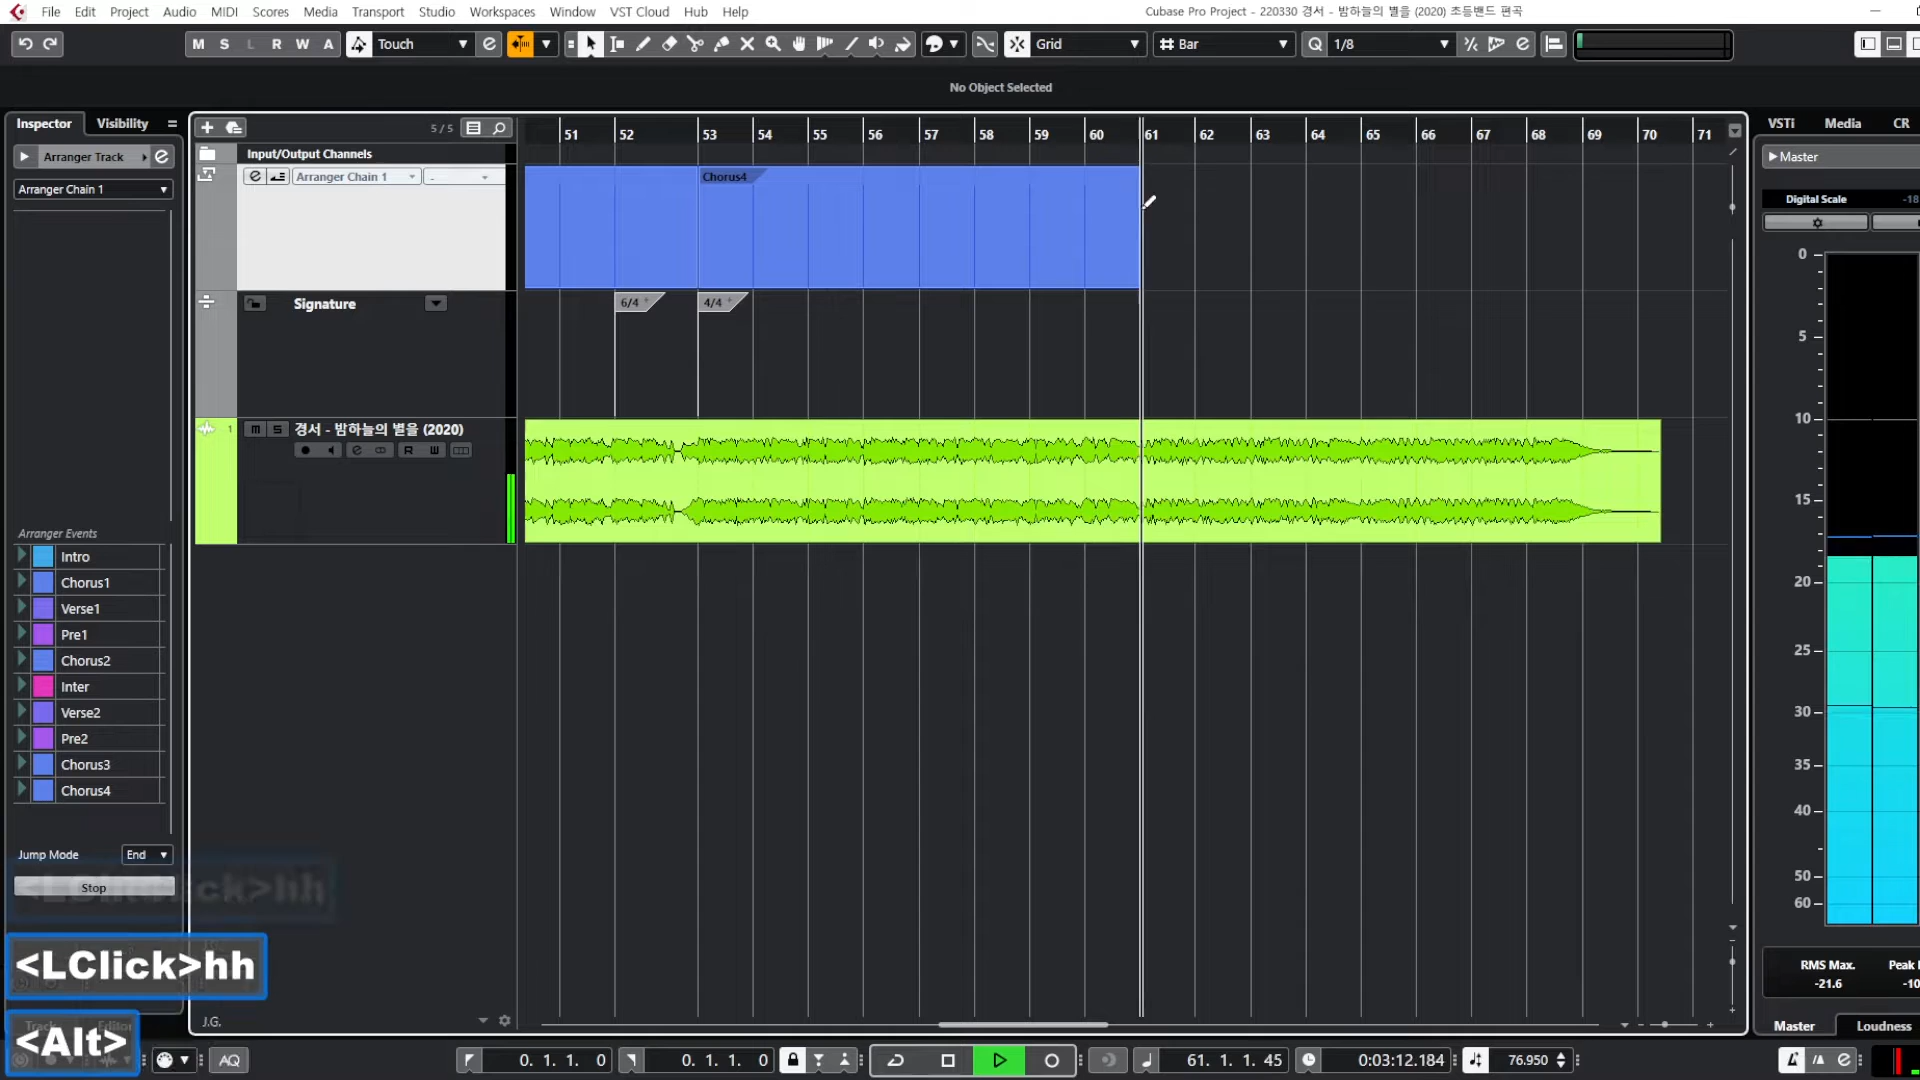 File Edit Project Audio MIDI Scores Media Transport Studio Workspaces Window VST Cloud Hub Help
Cubase Pro Project - 220330 경서 - 밤하늘의 별을 (2020) 초등밴드 편곡
M S L R W A Touch Grid Bar Q 1/8
No Object Selected
Inspector Visibility
Arranger Track
Arranger Chain 1
5 / 5
51 52 53 54 55 56 57 58 59 60 61 62 63 64 65 66 67 68 69 70 71
Input/Output Channels
Arranger Chain 1
Chorus4
Signature
6/4 4/4
1 m S 경서 - 밤하늘의 별을 (2020)
R W
Arranger Events
Intro
Chorus1
Verse1
Pre1
Chorus2
Inter
Verse2
Pre2
Chorus3
Chorus4
Jump Mode End
Stop
<LClick>hh
<Alt>
J.G.
VSTi Media CR
Master
Digital Scale -18
0
5
10
15
20
25
30
35
40
50
60
RMS Max. Peak
-21.6 -10
Master Loudness
AQ
0. 1. 1. 0
0. 1. 1. 0
61. 1. 1. 45
0:03:12.184
76.950